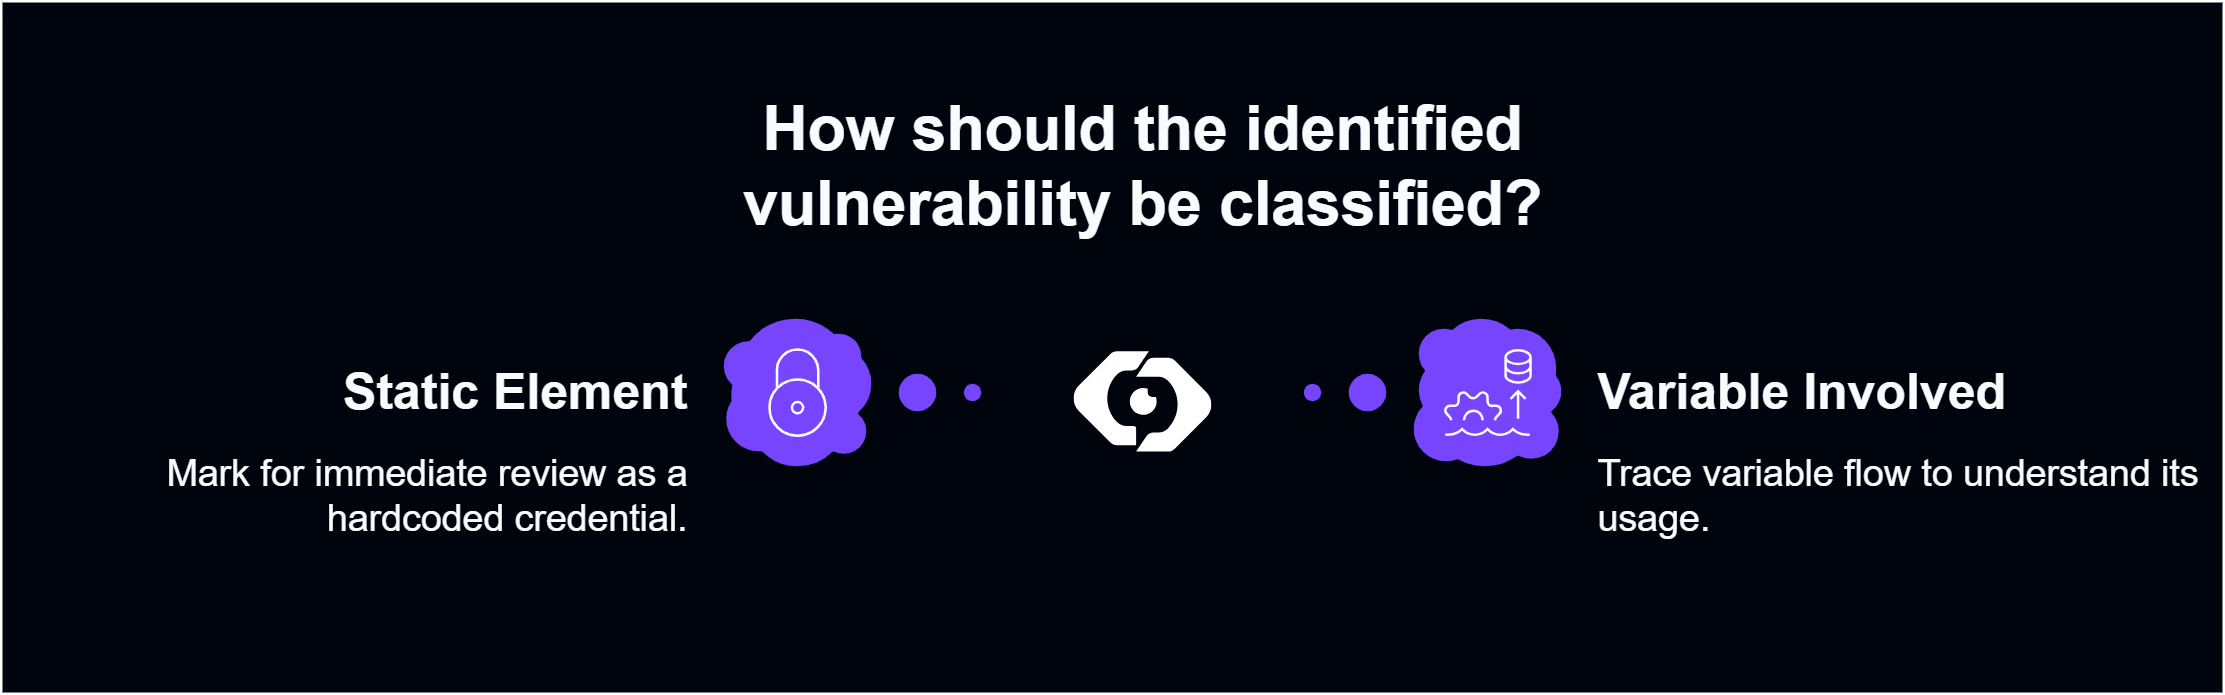 How should the identified
vulnerability be classified?
Static Element
Mark for immediate review as a
hardcoded credential.
Variable Involved
Trace variable flow to understand its
usage.